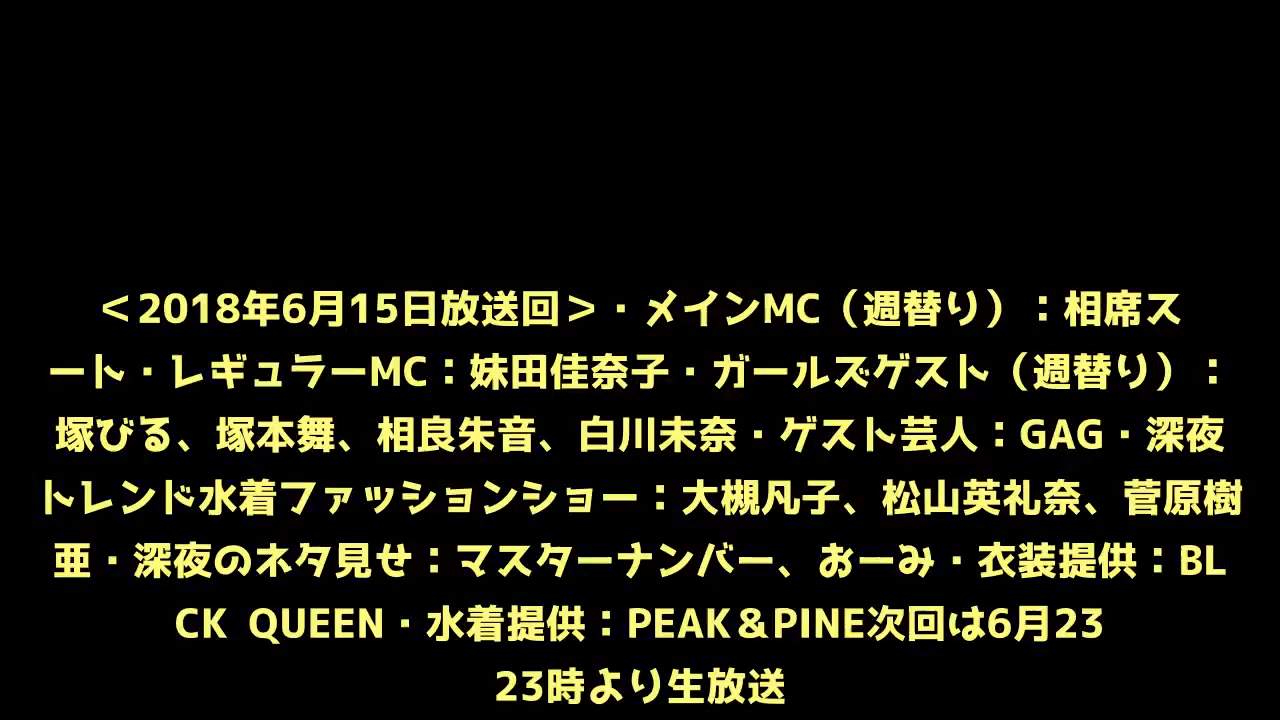 ＜2018年6月15日放送回＞・メインMC（週替り）：相席ス
ート・レギュラーMC：妹田佳奈子・ガールズゲスト（週替り）：
塚びる、塚本舞、相良朱音、白川未奈・ゲスト芸人：GAG・深夜
トレンド水着ファッションショー：大槻凡子、松山英礼奈、菅原樹
亜・深夜のネタ見せ：マスターナンバー、おーみ・衣装提供：BL
CK QUEEN・水着提供：PEAK＆PINE次回は6月23
23時より生放送